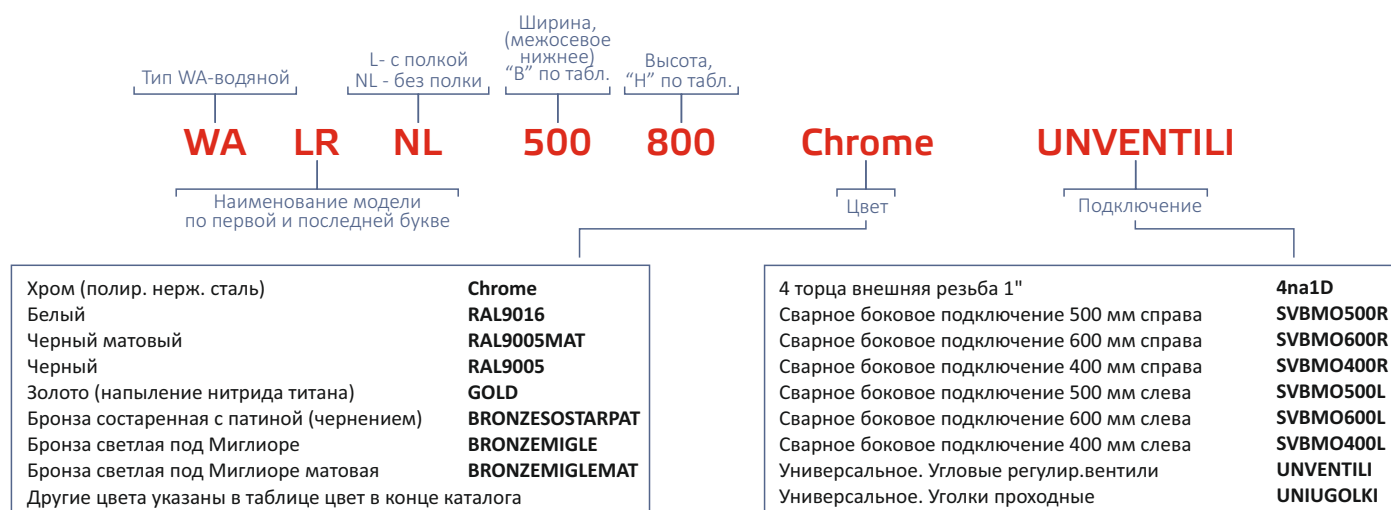 Тип WA-водяной
L- с полкой
NL - без полки
Ширина,
(межосевое
нижнее)
“B” по табл.
Высота,
“H” по табл.
WA LR NL 500 800 Chrome UNVENTILI
Наименование модели
по первой и последней букве
Цвет
Подключение
Хром (полир. нерж. сталь) Chrome
Белый RAL9016
Черный матовый RAL9005MAT
Черный RAL9005
Золото (напыление нитрида титана) GOLD
Бронза состаренная с патиной (чернением) BRONZESOSTARPAT
Бронза светлая под Миглиоре BRONZEMIGLE
Бронза светлая под Миглиоре матовая BRONZEMIGLEMAT
Другие цвета указаны в таблице цвет в конце каталога
4 торца внешняя резьба 1" 4na1D
Сварное боковое подключение 500 мм справа SVBMO500R
Сварное боковое подключение 600 мм справа SVBMO600R
Сварное боковое подключение 400 мм справа SVBMO400R
Сварное боковое подключение 500 мм слева SVBMO500L
Сварное боковое подключение 600 мм слева SVBMO600L
Сварное боковое подключение 400 мм слева SVBMO400L
Универсальное. Угловые регулир.вентили UNVENTILI
Универсальное. Уголки проходные UNIUGOLKI